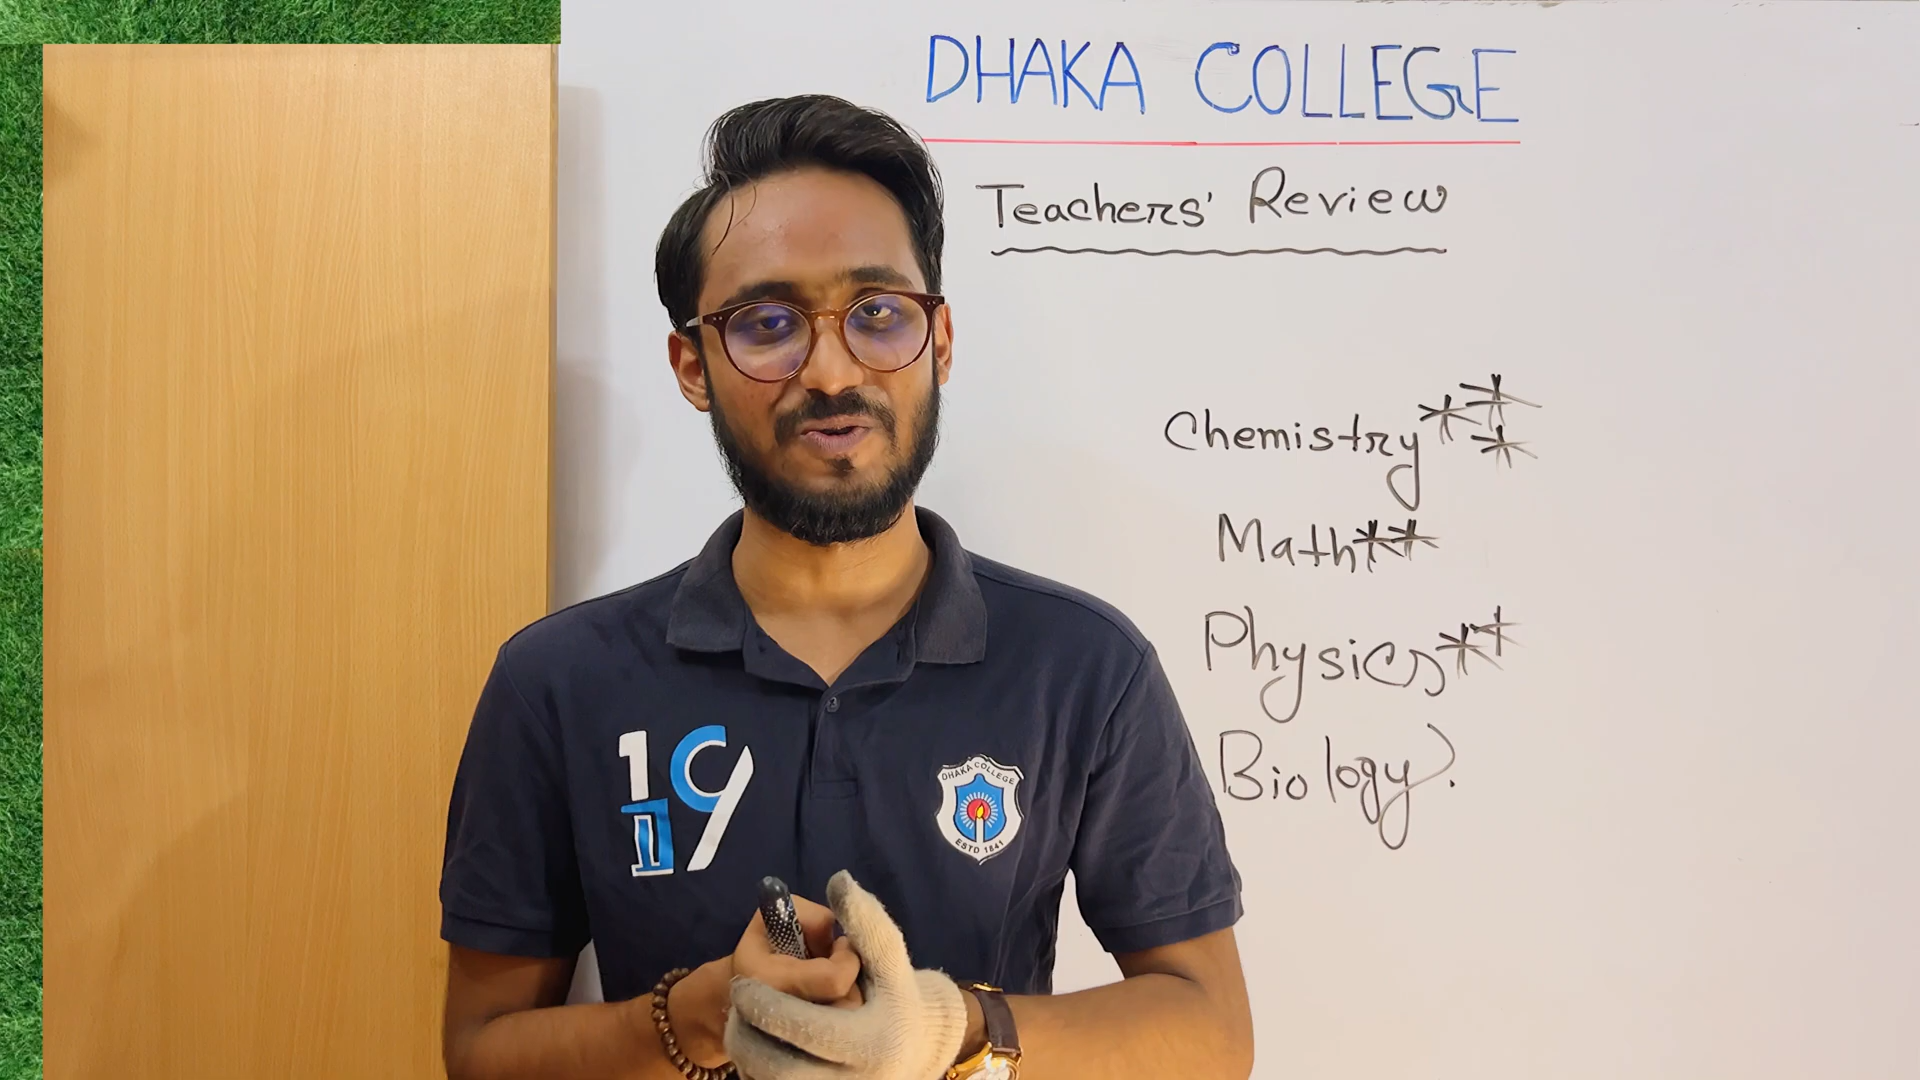 DHAKA COLLEGE
Teachers' Review
Chemistry***
Math**
Physics**
Biology.
19
DHAKA COLLEGE
ESTD 1841